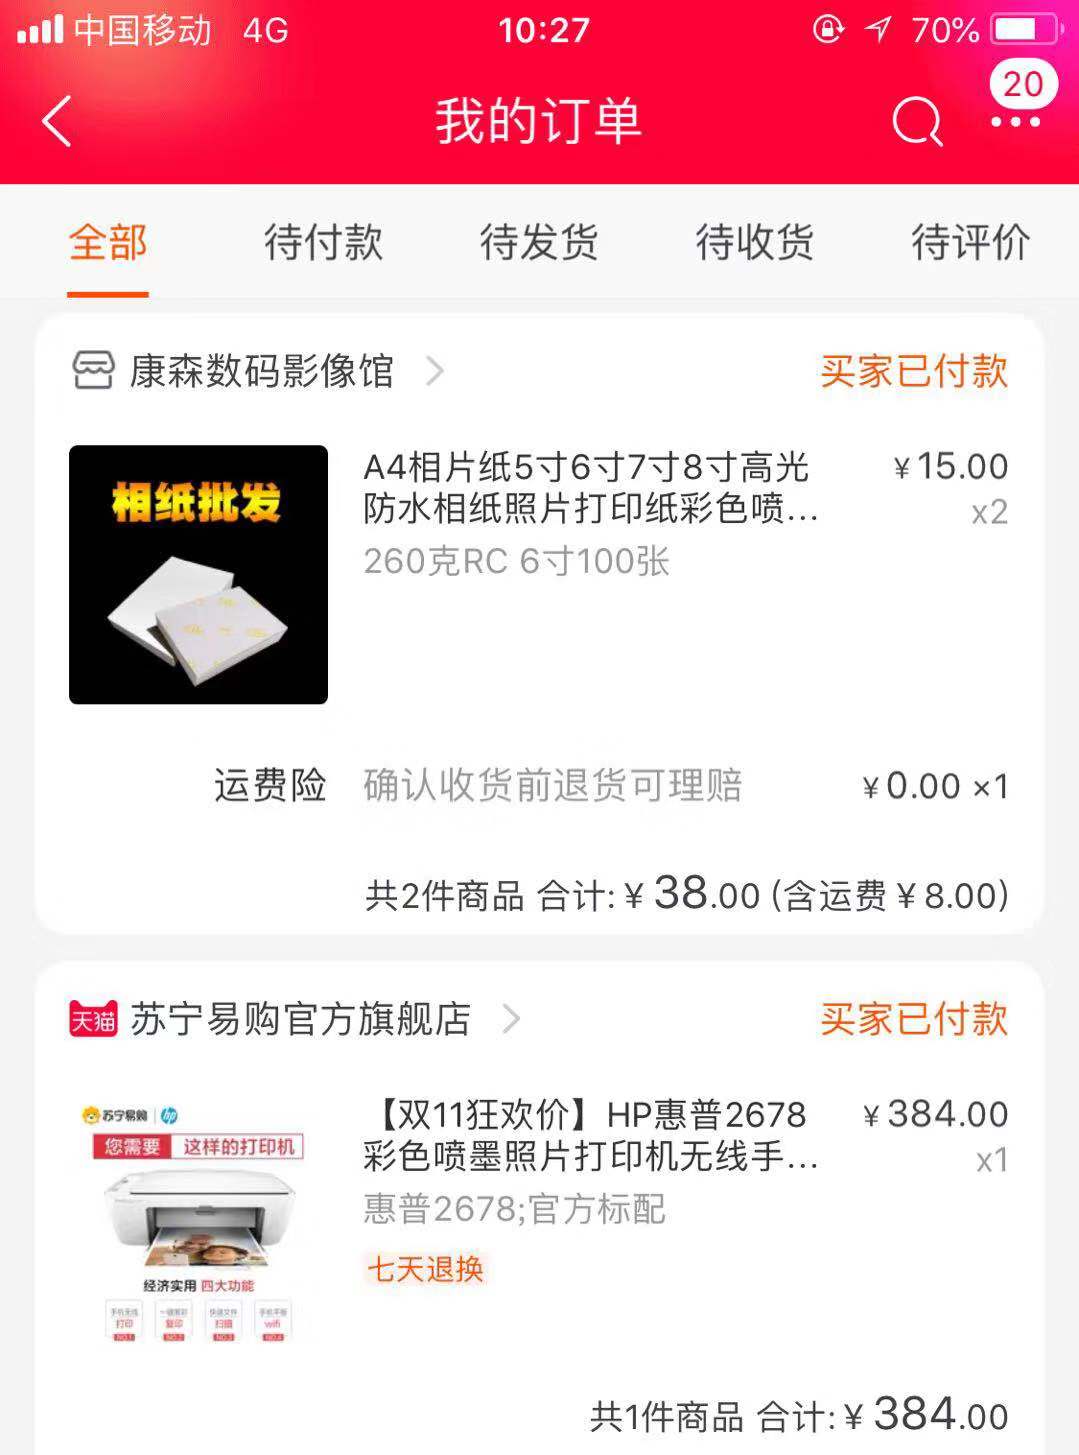 中国移动 4G 10:27 70%
20
我的订单
全部 待付款 待发货 待收货 待评价
康森数码影像馆 买家已付款
相纸批发
A4相片纸5寸6寸7寸8寸高光 ¥15.00
防水相纸照片打印纸彩色喷... x2
260克RC 6寸100张
运费险 确认收货前退货可理赔 ¥0.00 ×1
共2件商品 合计:¥38.00 (含运费¥8.00)
天猫 苏宁易购官方旗舰店 买家已付款
苏宁易购 hp
您需要 这样的打印机
经济实用 四大功能
手机无线 一键复印 快速文件 手机平板
打印 复印 扫描 wifi
NO.1 NO.2 NO.3 NO.4
【双11狂欢价】HP惠普2678 ¥384.00
彩色喷墨照片打印机无线手... x1
惠普2678;官方标配
七天退换
共1件商品 合计:¥384.00